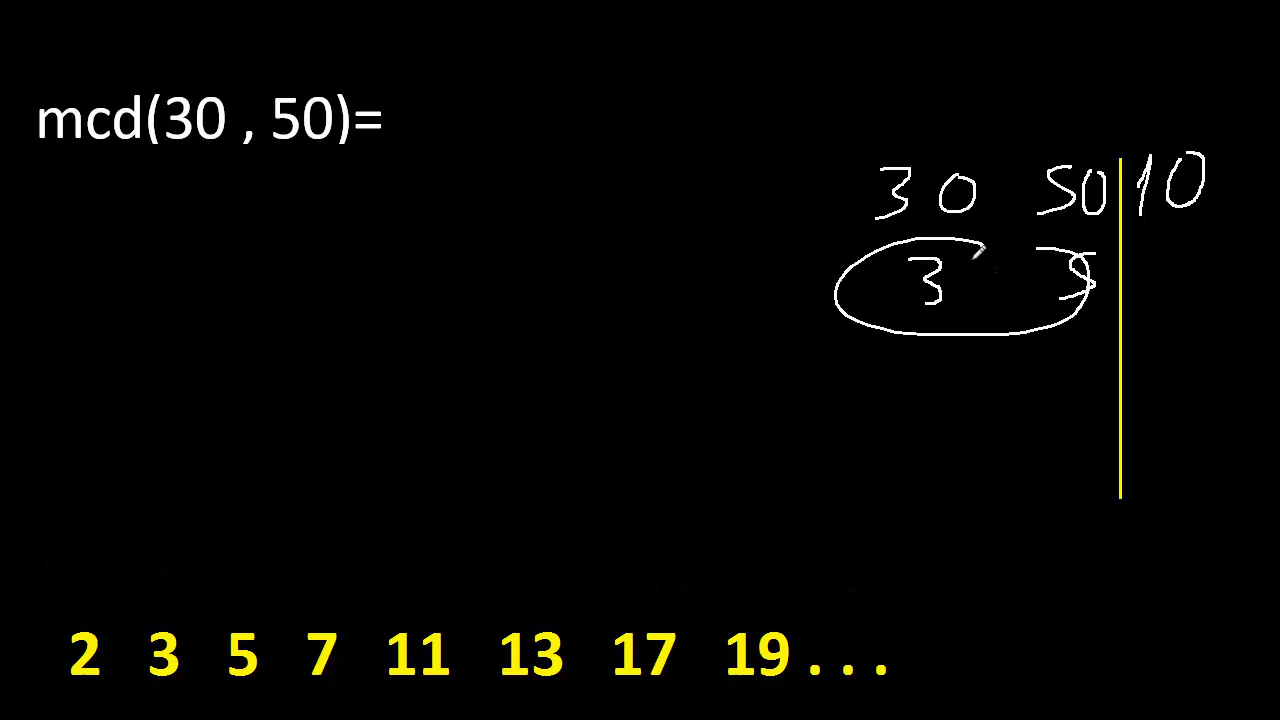 mcd(30 , 50)=
30 50 10
3 5
2 3 5 7 11 13 17 19 . . .